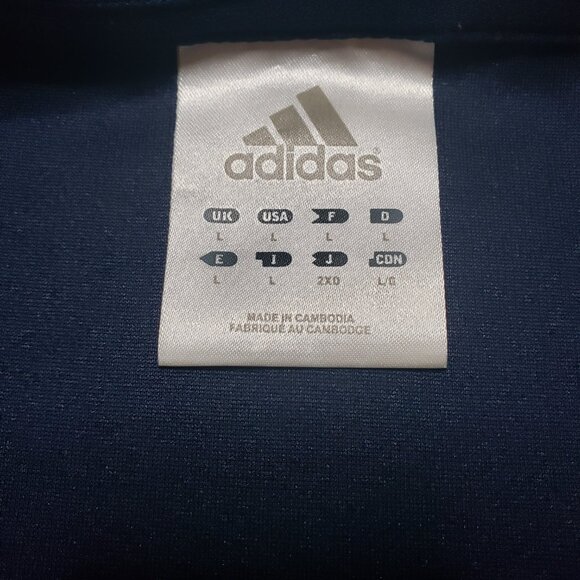 adidas®
UK USA F D
L L L L
E I J CDN
L L 2XO L/G
MADE IN CAMBODIA
FABRIQUÉ AU CAMBODGE